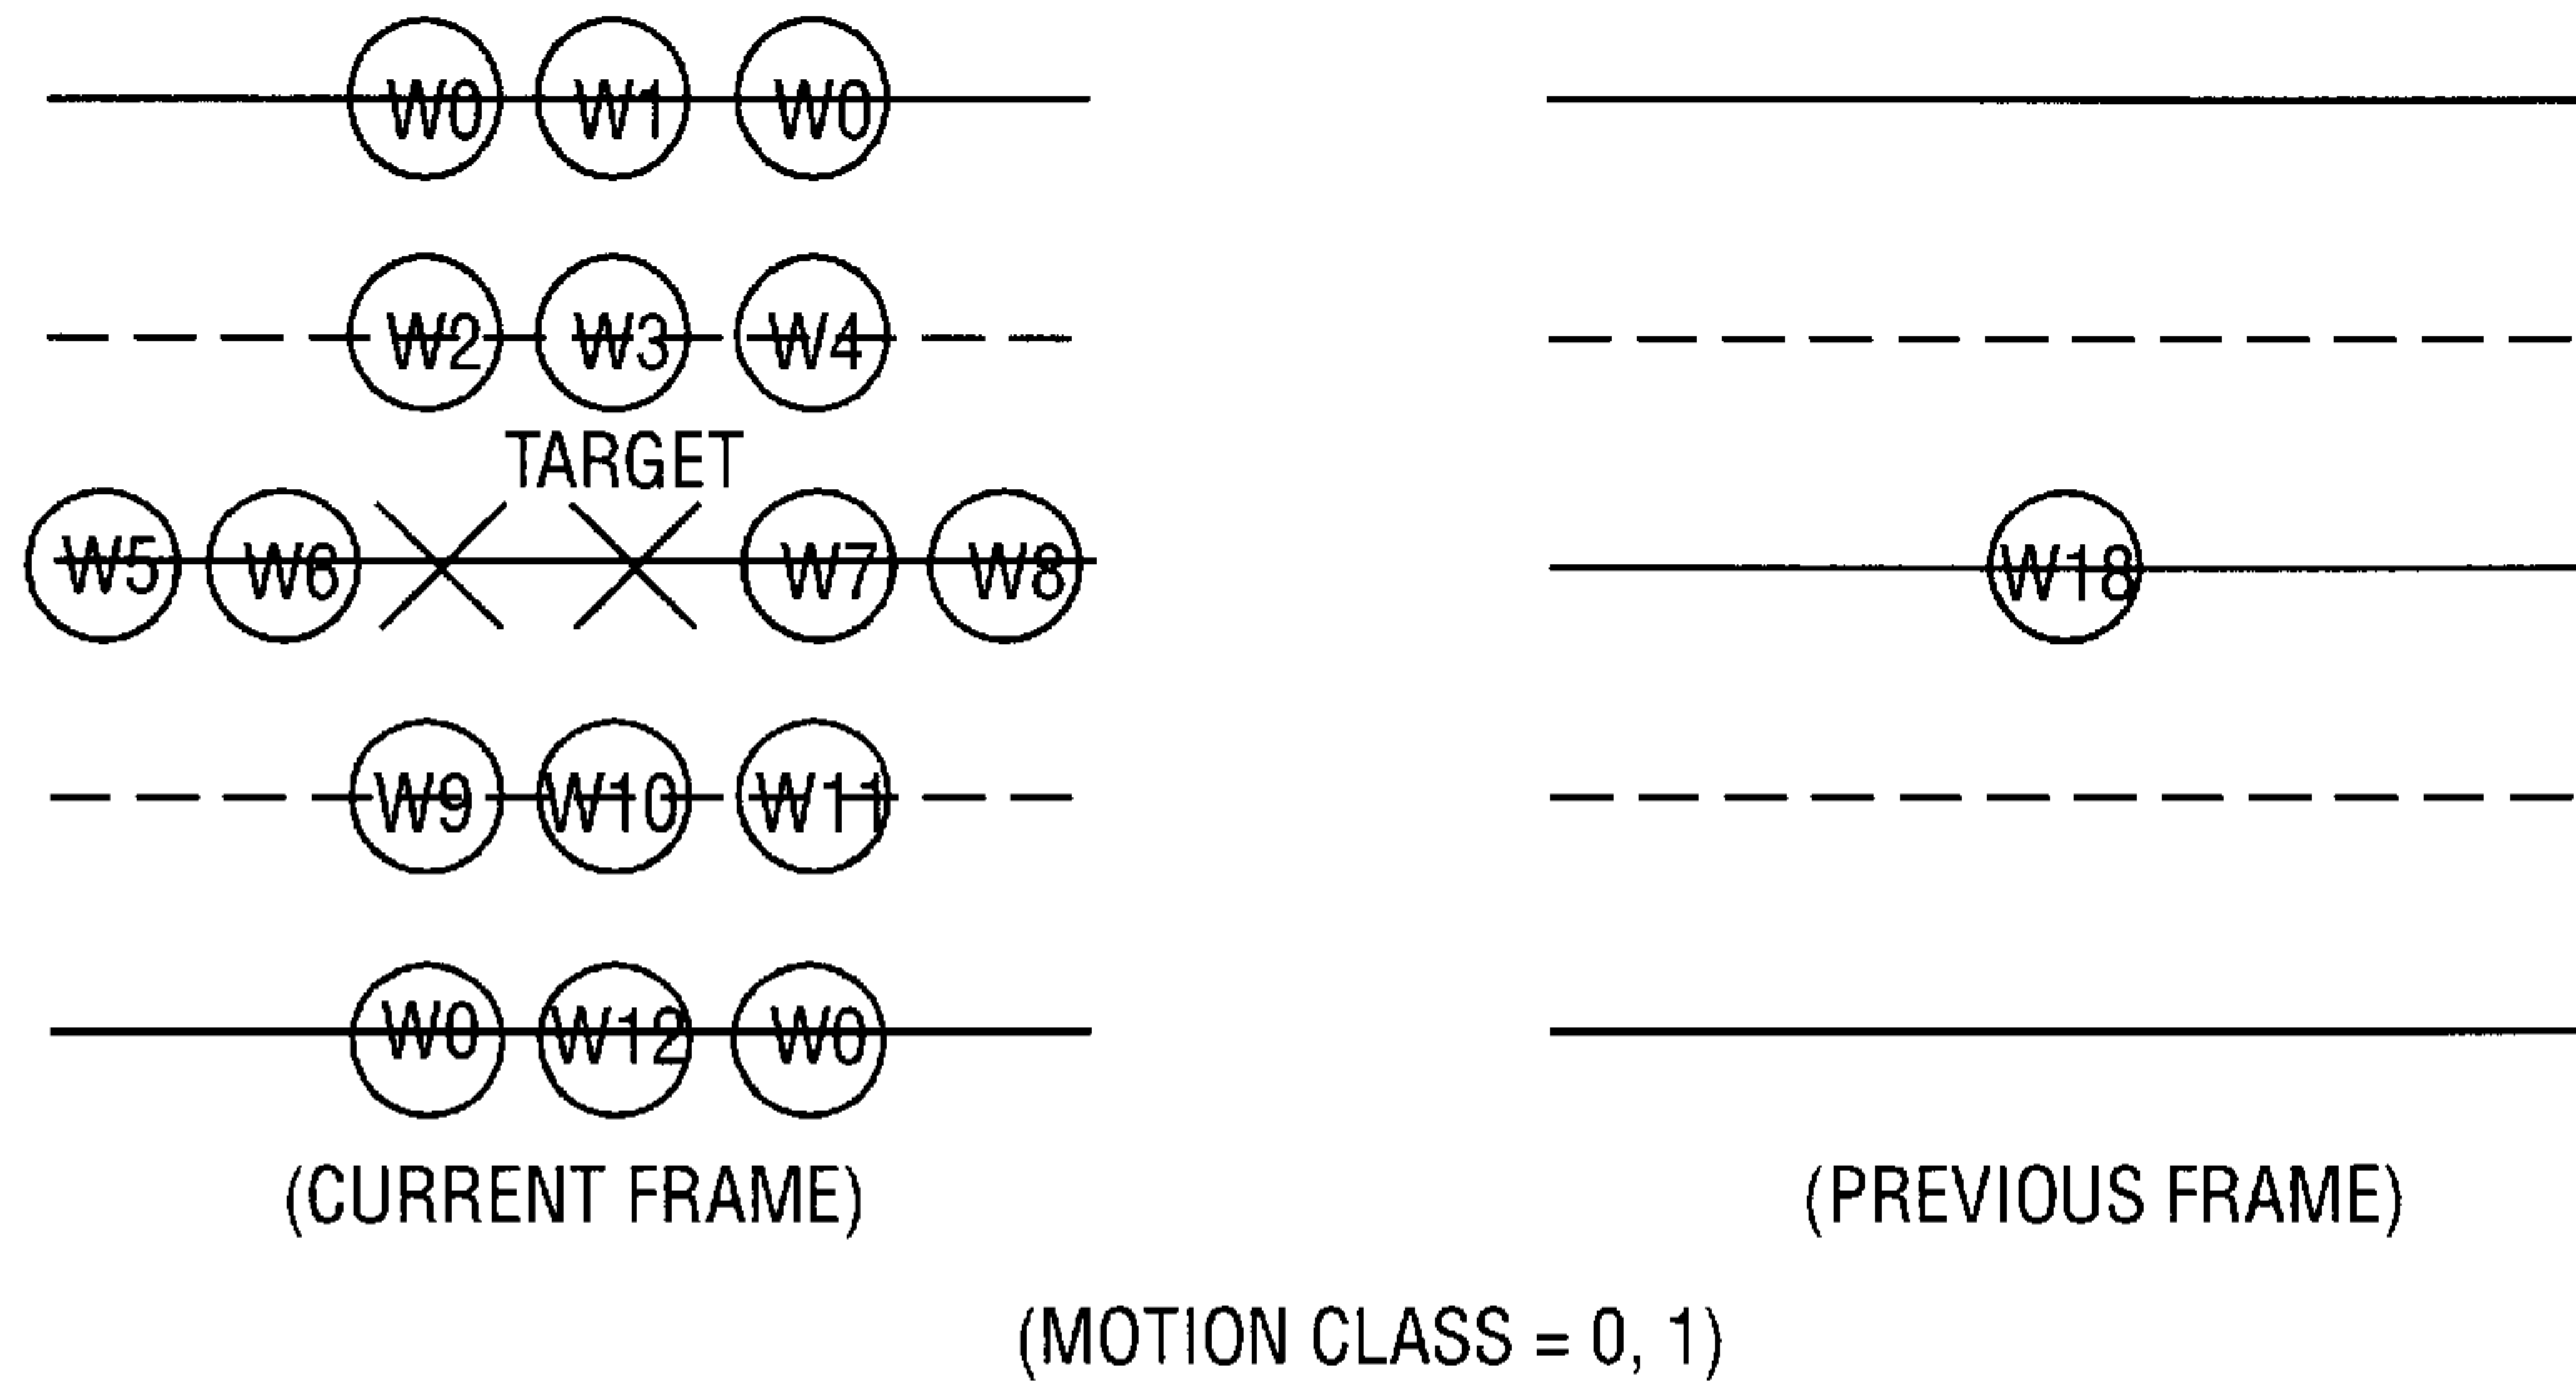 W0 W1 W0
W2 W3 W4
TARGET
W5 W6 W7 W8 W18
W9 W10 W11
W0 W12 W0
(CURRENT FRAME) (PREVIOUS FRAME)
(MOTION CLASS = 0, 1)